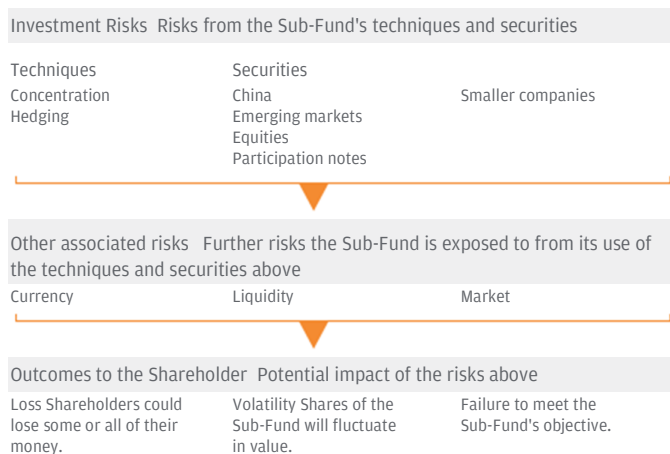 Investment Risks Risks from the Sub-Fund's techniques and securities
Techniques
Concentration
Hedging
Securities
China
Emerging markets
Equities
Participation notes
Smaller companies
Other associated risks Further risks the Sub-Fund is exposed to from its use of
the techniques and securities above
Currency
Liquidity
Market
Outcomes to the Shareholder Potential impact of the risks above
Loss Shareholders could
lose some or all of their
money.
Volatility Shares of the
Sub-Fund will fluctuate
in value.
Failure to meet the
Sub-Fund's objective.